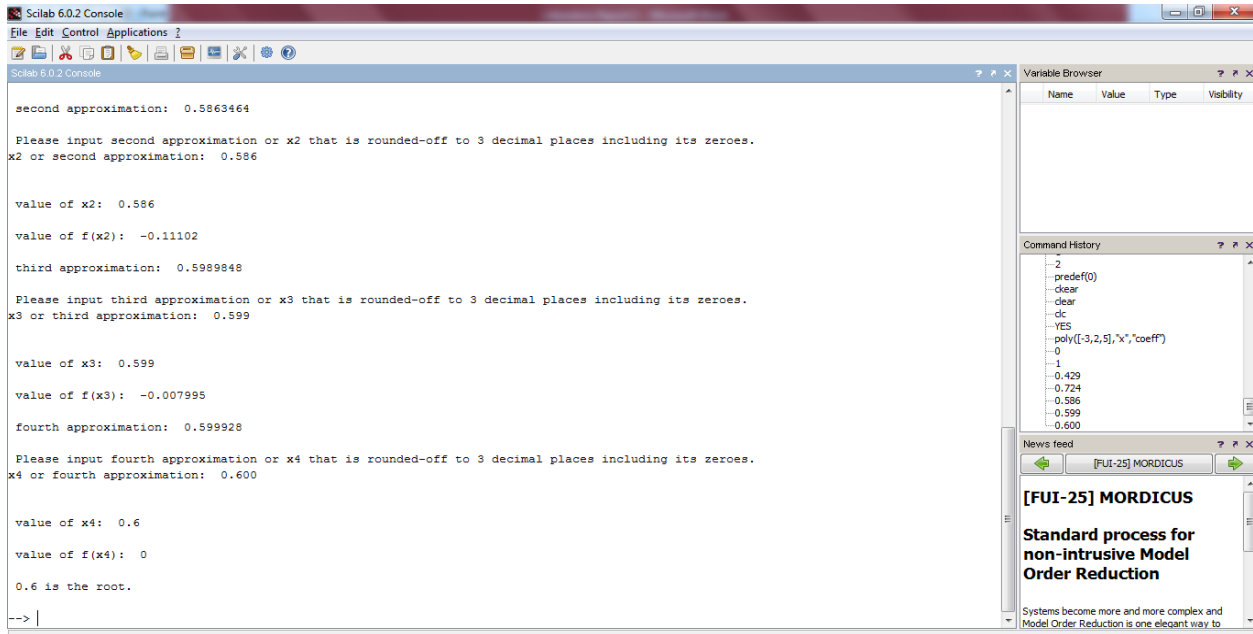 Scilab 6.0.2 Console
File Edit Control Applications ?
Scilab 6.0.2 Console ? ↗ X
second approximation: 0.5863464
Please input second approximation or x2 that is rounded-off to 3 decimal places including its zeroes.
x2 or second approximation: 0.586
value of x2: 0.586
value of f(x2): -0.11102
third approximation: 0.5989848
Please input third approximation or x3 that is rounded-off to 3 decimal places including its zeroes.
x3 or third approximation: 0.599
value of x3: 0.599
value of f(x3): -0.007995
fourth approximation: 0.599928
Please input fourth approximation or x4 that is rounded-off to 3 decimal places including its zeroes.
x4 or fourth approximation: 0.600
value of x4: 0.6
value of f(x4): 0
0.6 is the root.
-->
Variable Browser ? ↗ X
Name Value Type Visibility
Command History ? ↗ X
2
predef(0)
ckear
clear
clc
YES
poly([-3,2,5],"x","coeff")
0
1
0.429
0.724
0.586
0.599
0.600
News feed ? ↗ X
[FUI-25] MORDICUS
[FUI-25] MORDICUS
Standard process for
non-intrusive Model
Order Reduction
Systems become more and more complex and
Model Order Reduction is one elegant way to